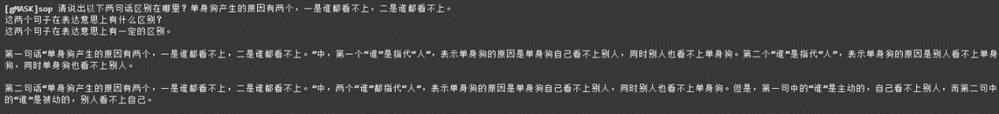 [gMASK]sop 请说出以下两句话区别在哪里？单身狗产生的原因有两个，一是谁都看不上，二是谁都看不上。
这两个句子在表达意思上有什么区别？
这两个句子在表达意思上有一定的区别。
第一句话“单身狗产生的原因有两个，一是谁都看不上，二是谁都看不上。”中，第一个“谁”是指代“人”，表示单身狗的原因是单身狗自己看不上别人，同时别人也看不上单身狗。第二个“谁”是指代“人”，表示单身狗的原因是别人看不上单身
狗，同时单身狗也看不上别人。
第二句话“单身狗产生的原因有两个，一是谁都看不上，二是谁都看不上。”中，两个“谁”都指代“人”，表示单身狗的原因是单身狗自己看不上别人，同时别人也看不上单身狗。但是，第一句中的“谁”是主动的，自己看不上别人，而第二句中
的“谁”是被动的，别人看不上自己。